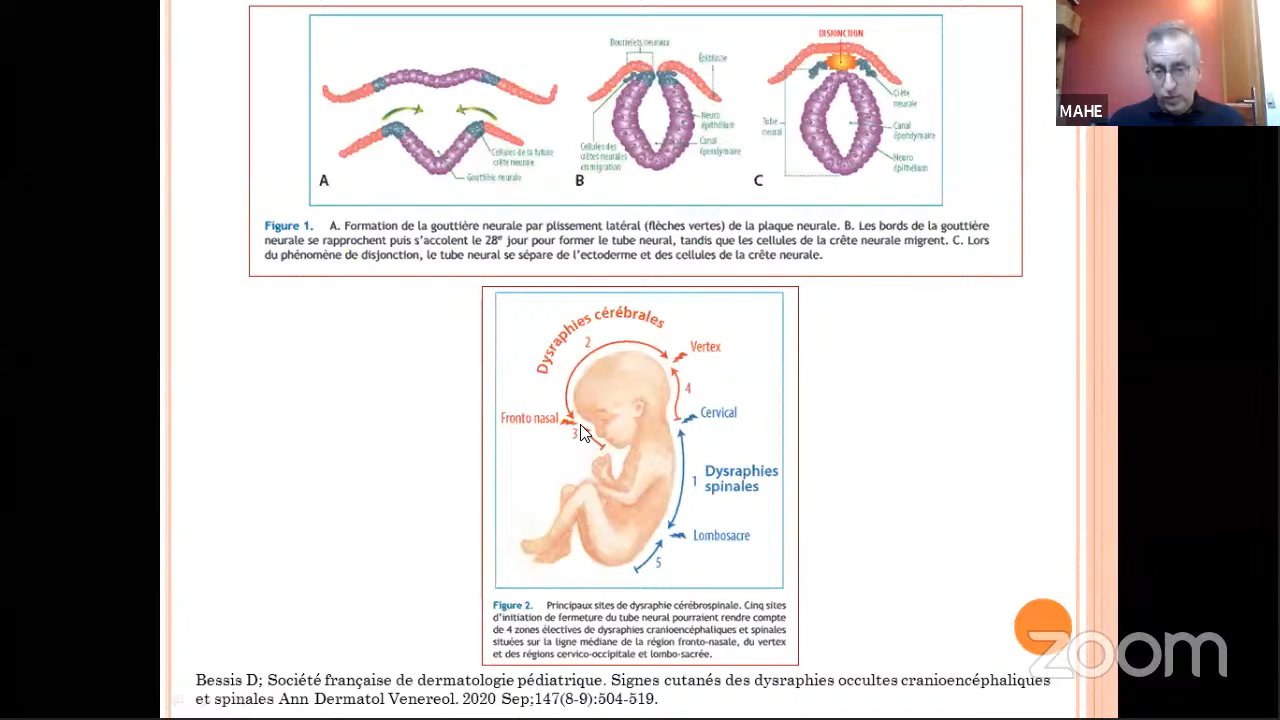 MAHE
DISJONCTION
Bourrelets neuraux
Épiblaste
Crête
neurale
Neuro
épithélium
Tube
neural
Canal
épendymaire
Cellules des
crêtes neurales
en migration
Canal
épendymaire
Cellules de la future
crête neurale
Neuro
épithélium
Gouttière neurale
A
B
C
Figure 1. A. Formation de la gouttière neurale par plissement latéral (flèches vertes) de la plaque neurale. B. Les bords de la gouttière
neurale se rapprochent puis s'accolent le 28e jour pour former le tube neural, tandis que les cellules de la crête neurale migrent. C. Lors
du phénomène de disjonction, le tube neural se sépare de l'ectoderme et des cellules de la crête neurale.
Dysraphies cérébrales
2
Vertex
4
Fronto nasal
Cervical
3
1
Dysraphies
spinales
Lombosacre
5
Figure 2. Principaux sites de dysraphie cérébrospinale. Cinq sites
d'initiation de fermeture du tube neural pourraient rendre compte
de 4 zones électives de dysraphies cranioencéphaliques et spinales
situées sur la ligne médiane de la région fronto-nasale, du vertex
et des régions cervico-occipitale et lombo-sacrée.
zoom
Bessis D; Société française de dermatologie pédiatrique. Signes cutanés des dysraphies occultes cranioencéphaliques
et spinales Ann Dermatol Venereol. 2020 Sep;147(8-9):504-519.